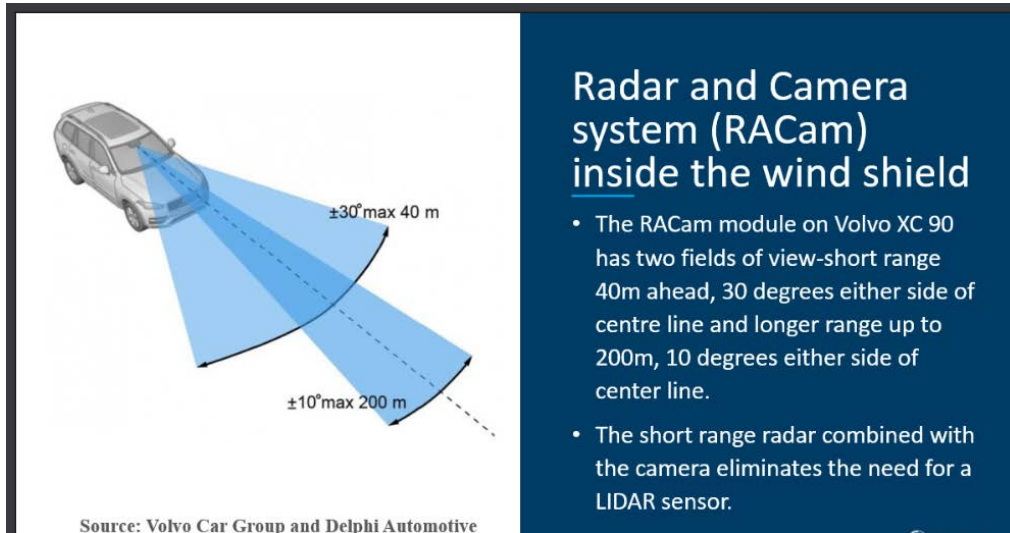 ±30°max 40 m
±10°max 200 m
Source: Volvo Car Group and Delphi Automotive
Radar and Camera
system (RACam)
inside the wind shield
• The RACam module on Volvo XC 90
has two fields of view-short range
40m ahead, 30 degrees either side of
centre line and longer range up to
200m, 10 degrees either side of
center line.
• The short range radar combined with
the camera eliminates the need for a
LIDAR sensor.